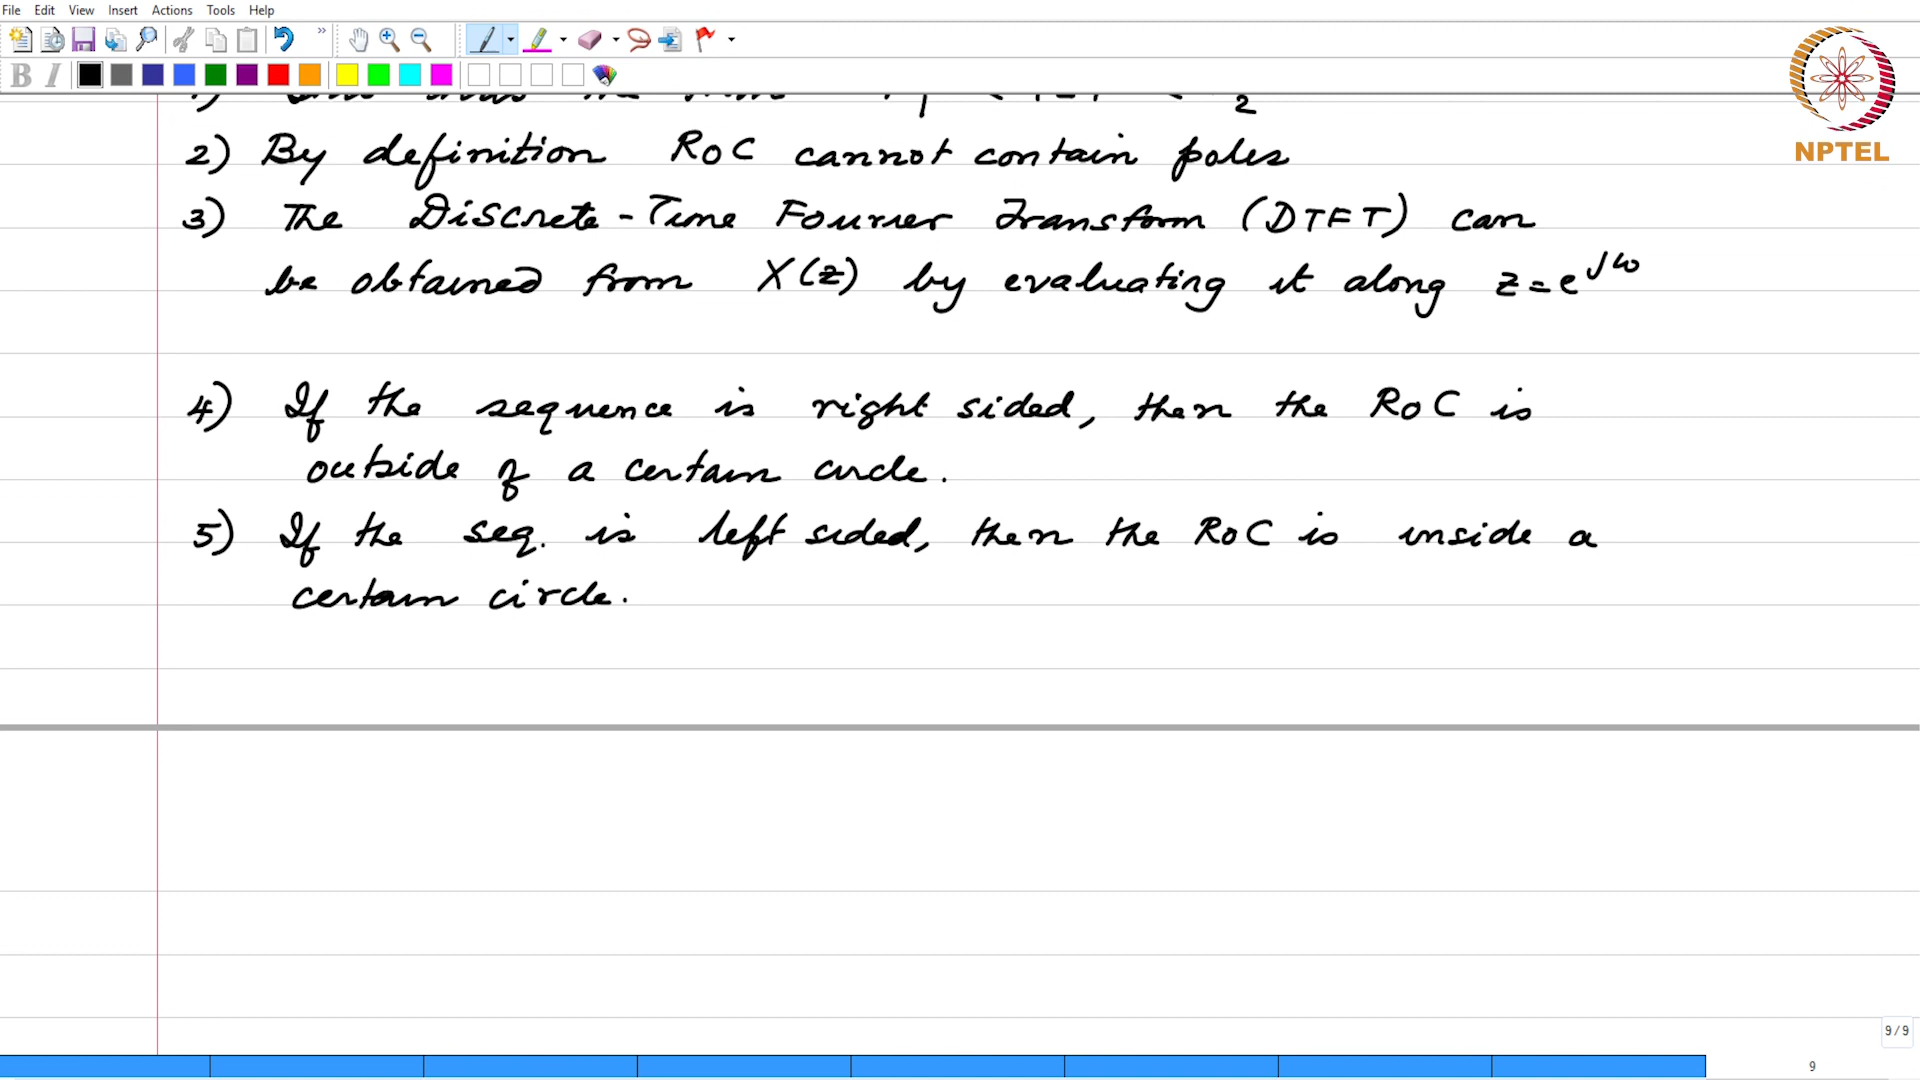 File Edit View Insert Actions Tools Help
NPTEL
2) By definition RoC cannot contain poles
3) The Discrete-Time Fourier Transform (DTFT) can
be obtained from X(z) by evaluating it along z=e^jω
4) If the sequence is right sided, then the RoC is
outside of a certain circle.
5) If the seq. is left sided, then the RoC is inside a
certain circle.
9/9
9